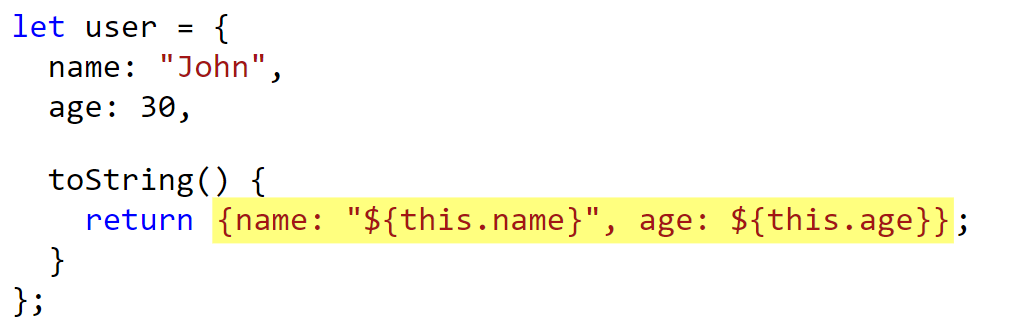 let user = {
name: "John",
age: 30,
toString() {
return {name: "${this.name}", age: ${this.age}};
}
};